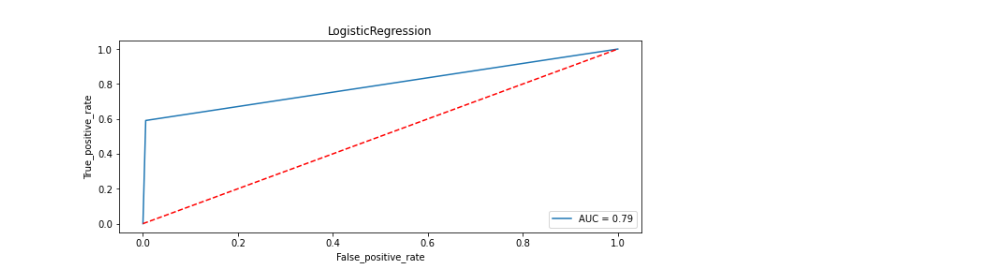 LogisticRegression
1.0
0.8
0.6
0.4
0.2
0.0
True_positive_rate
AUC = 0.79
0.0 0.2 0.4 0.6 0.8 1.0
False_positive_rate